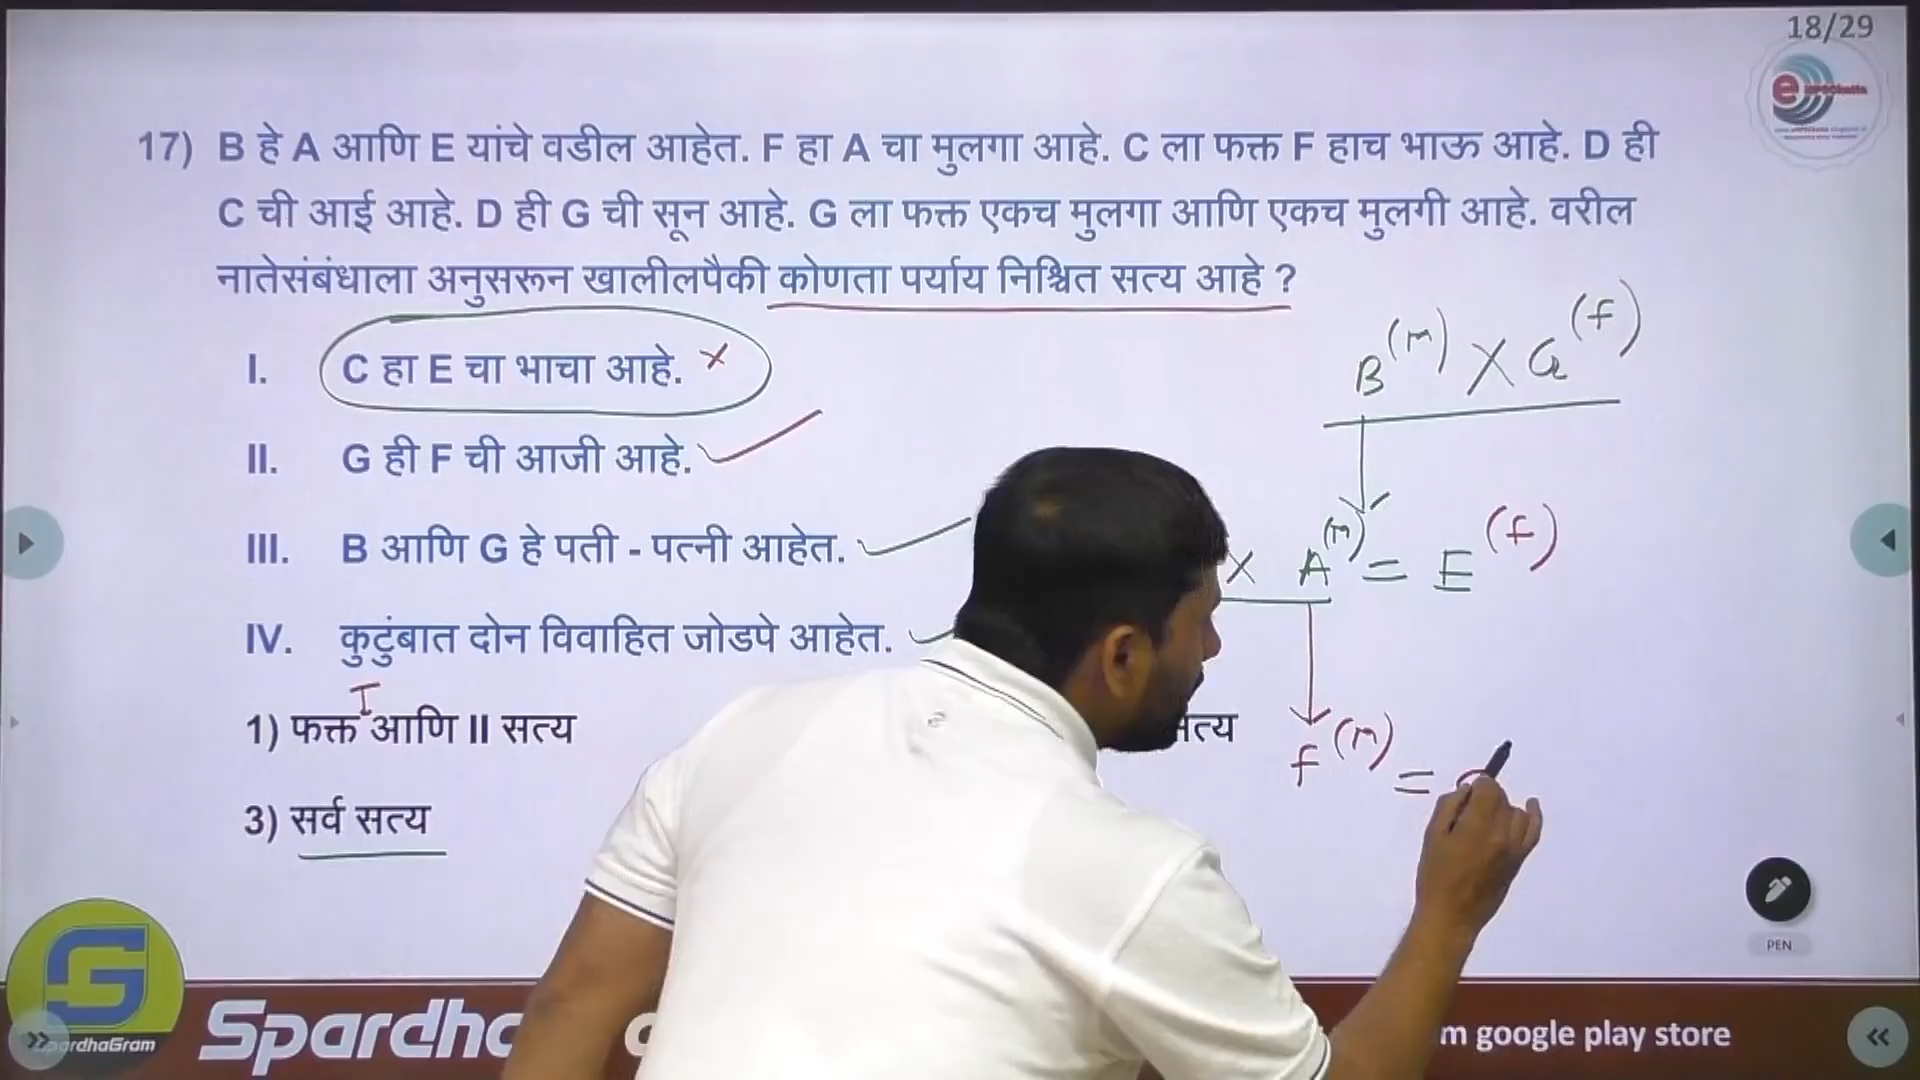 18/29
17) B हे A आणि E यांचे वडील आहेत. F हा A चा मुलगा आहे. C ला फक्त F हाच भाऊ आहे. D ही
C ची आई आहे. D ही G ची सून आहे. G ला फक्त एकच मुलगा आणि एकच मुलगी आहे. वरील
नातेसंबंधाला अनुसरून खालीलपैकी कोणता पर्याय निश्चित सत्य आहे ?
B (m) X G (f)
I. C हा E चा भाचा आहे. x
II. G ही F ची आजी आहे.
III. B आणि G हे पती - पत्नी आहेत.
X A (m) = E (f)
IV. कुटुंबात दोन विवाहित जोडपे आहेत.
I
1) फक्त आणि II सत्य
सत्य
f (m) =
3) सर्व सत्य
PEN
G
SpardhaGram
Spardha
m google play store